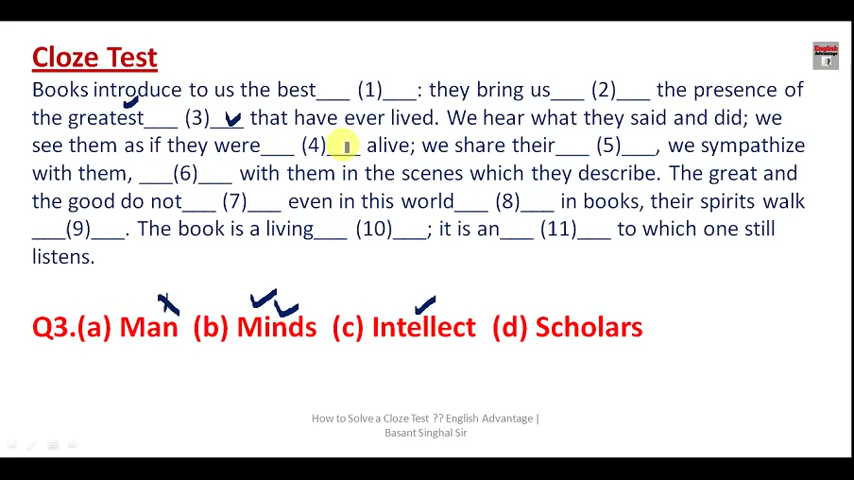 Cloze Test
English
Advantage
Books introduce to us the best___ (1)___: they bring us___ (2)___ the presence of
the greatest___ (3)___ that have ever lived. We hear what they said and did; we
see them as if they were___ (4)___ alive; we share their___ (5)___, we sympathize
with them, ___(6)___ with them in the scenes which they describe. The great and
the good do not___ (7)___ even in this world___ (8)___ in books, their spirits walk
___(9)___. The book is a living___ (10)___; it is an___ (11)___ to which one still
listens.
Q3.(a) Man (b) Minds (c) Intellect (d) Scholars
How to Solve a Cloze Test ?? English Advantage |
Basant Singhal Sir